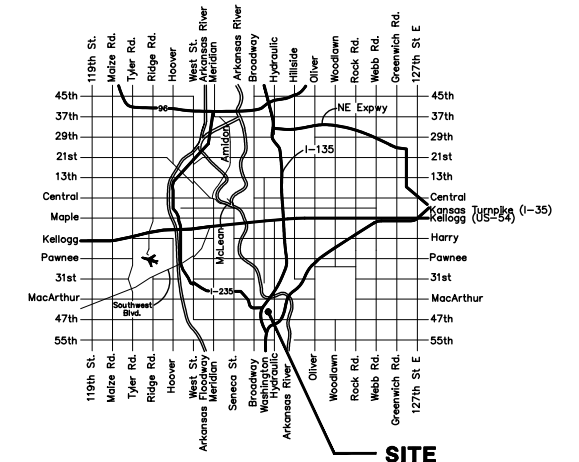 119th St.
Maize Rd.
Tyler Rd.
Ridge Rd.
Hoover
West St.
Arkansas River
Meridian
Arkansas River
Broadway
Hydraulic
Hillside
Oliver
Woodlawn
Rock Rd.
Webb Rd.
Greenwich Rd.
127th St E
45th
37th
29th
21st
13th
Central
Maple
Kellogg
Pawnee
31st
MacArthur
47th
55th
96
NE Expwy
Amidon
I-135
McLean
I-235
Southwest
Blvd.
45th
37th
29th
21st
13th
Central
Kansas Turnpike (I-35)
Kellogg (US-54)
Harry
Pawnee
31st
MacArthur
47th
55th
119th St.
Maize Rd.
Tyler Rd.
Ridge Rd.
Hoover
West St.
Arkansas Floodway
Meridian
Seneca St.
Broadway
Washington
Hydraulic
Arkansas River
Oliver
Woodlawn
Rock Rd.
Webb Rd.
Greenwich Rd.
127th St E
SITE